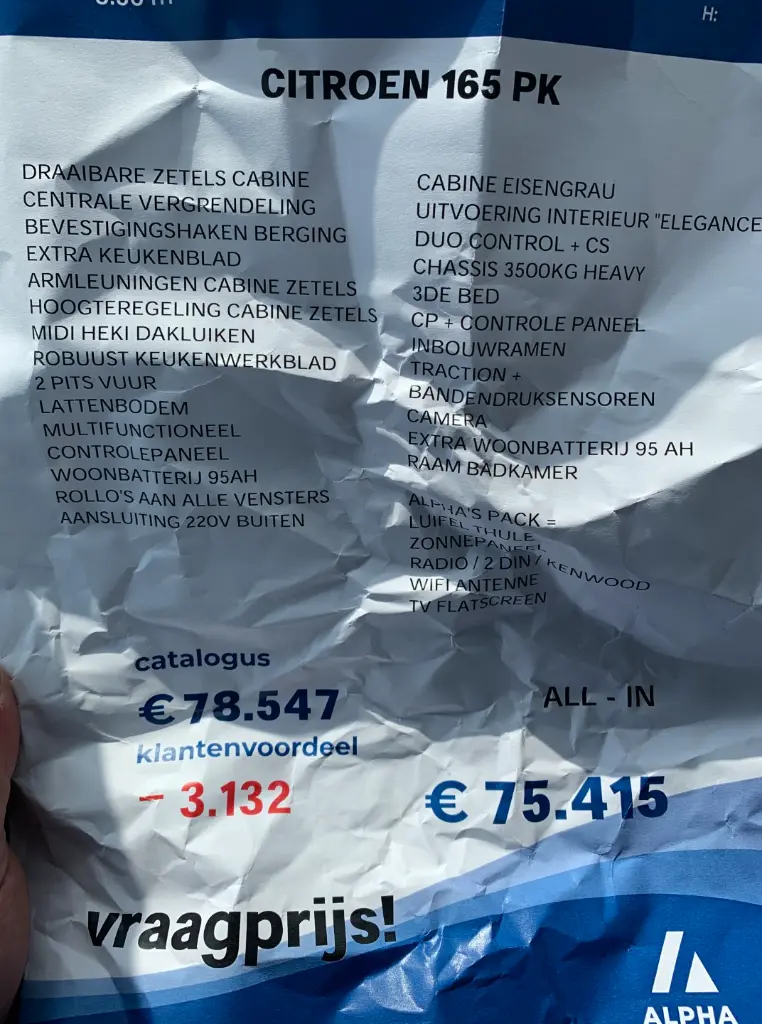 H:
CITROEN 165 PK
DRAAIBARE ZETELS CABINE
CENTRALE VERGRENDELING
BEVESTIGINGSHAKEN BERGING
EXTRA KEUKENBLAD
ARMLEUNINGEN CABINE ZETELS
HOOGTEREGELING CABINE ZETELS
MIDI HEKI DAKLUIKEN
ROBUUST KEUKENWERKBLAD
2 PITS VUUR
LATTENBODEM
MULTIFUNCTIONEEL
CONTROLEPANEEL
WOONBATTERIJ 95AH
ROLLO'S AAN ALLE VENSTERS
AANSLUITING 220V BUITEN
CABINE EISENGRAU
UITVOERING INTERIEUR "ELEGANCE
DUO CONTROL + CS
CHASSIS 3500KG HEAVY
3DE BED
CP + CONTROLE PANEEL
INBOUWRAMEN
TRACTION +
BANDENDRUKSENSOREN
CAMERA
EXTRA WOONBATTERIJ 95 AH
RAAM BADKAMER
ALPHA'S PACK =
LUIFEL THULE
ZONNEPANEEL
RADIO / 2 DIN / KENWOOD
WIFI ANTENNE
TV FLATSCREEN
catalogus
€ 78.547
klantenvoordeel
- 3.132
ALL - IN
€ 75.415
vraagprijs!
ALPHA